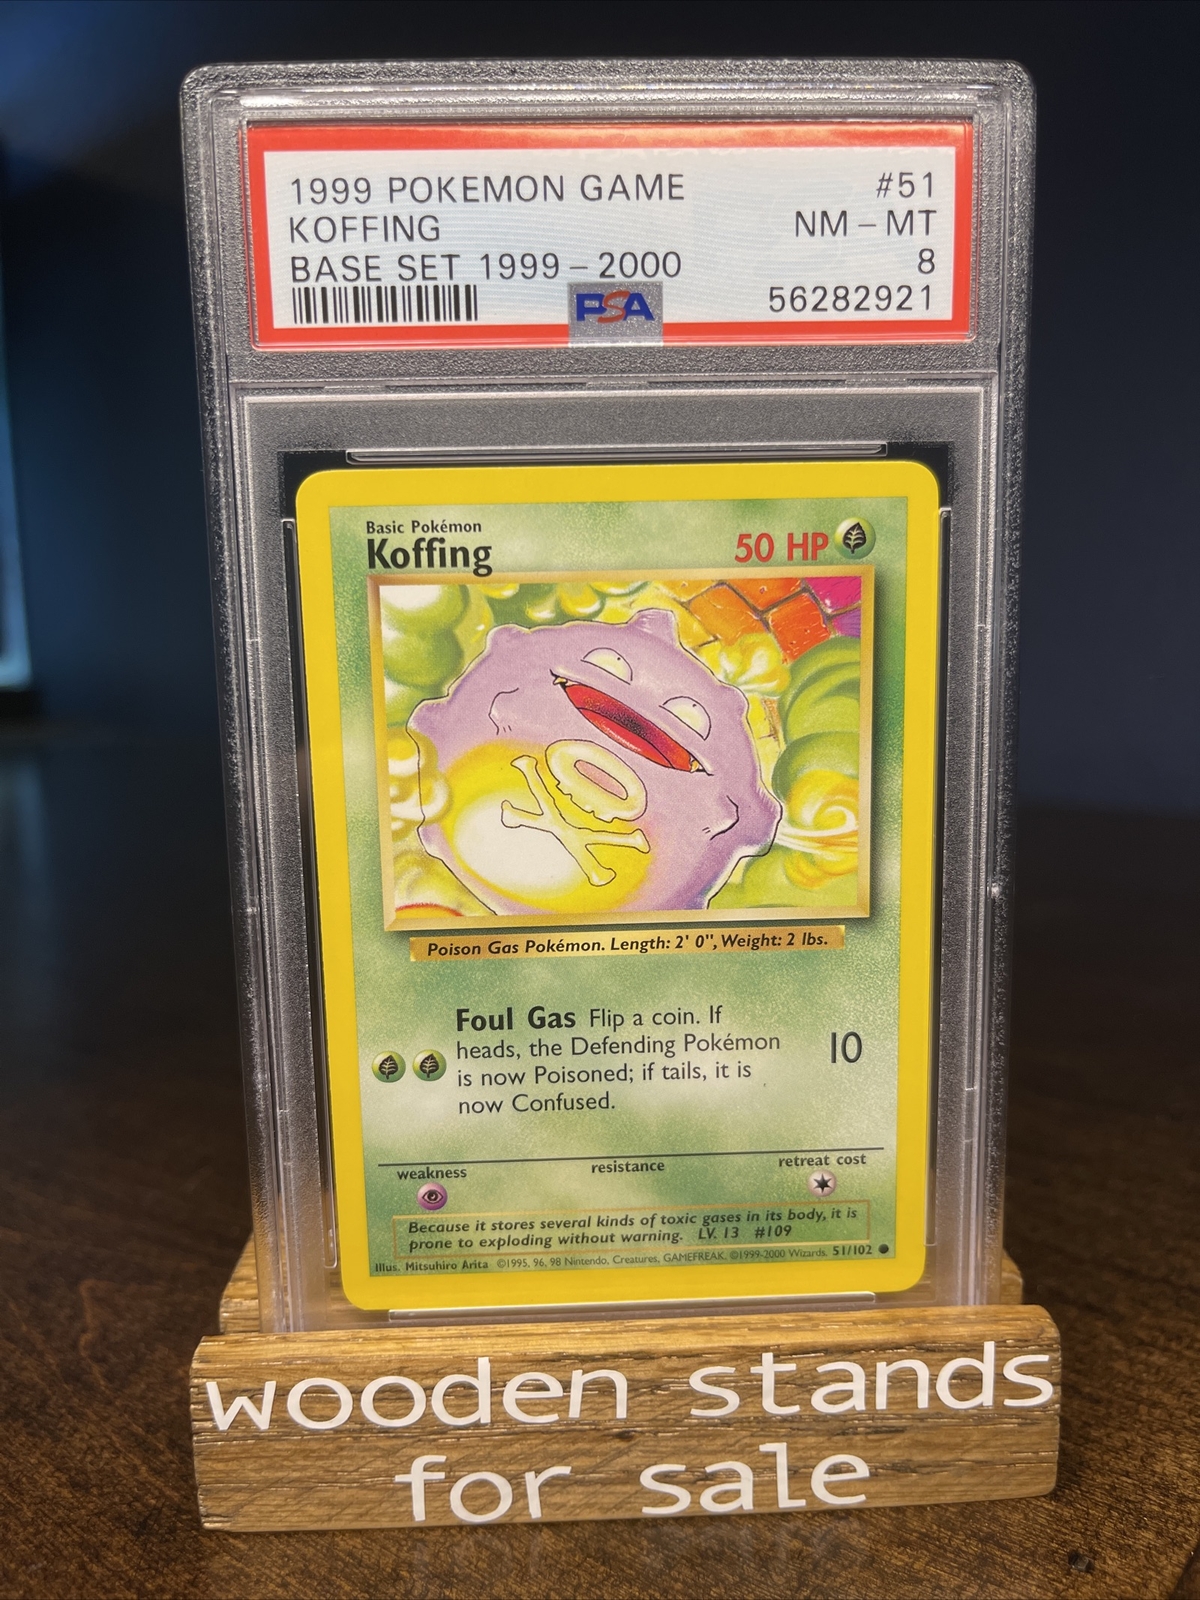 1999 POKEMON GAME #51
KOFFING NM - MT
BASE SET 1999 - 2000 8
PSA 56282921
Basic Pokémon
Koffing 50 HP
Poison Gas Pokémon. Length: 2' 0", Weight: 2 lbs.
Foul Gas Flip a coin. If
heads, the Defending Pokémon
is now Poisoned; if tails, it is
now Confused.
10
weakness resistance retreat cost
Because it stores several kinds of toxic gases in its body, it is
prone to exploding without warning. LV. 13 #109
Illus. Mitsuhiro Arita ©1995, 96, 98 Nintendo, Creatures, GAMEFREAK. ©1999-2000 Wizards. 51/102
wooden stands
for sale